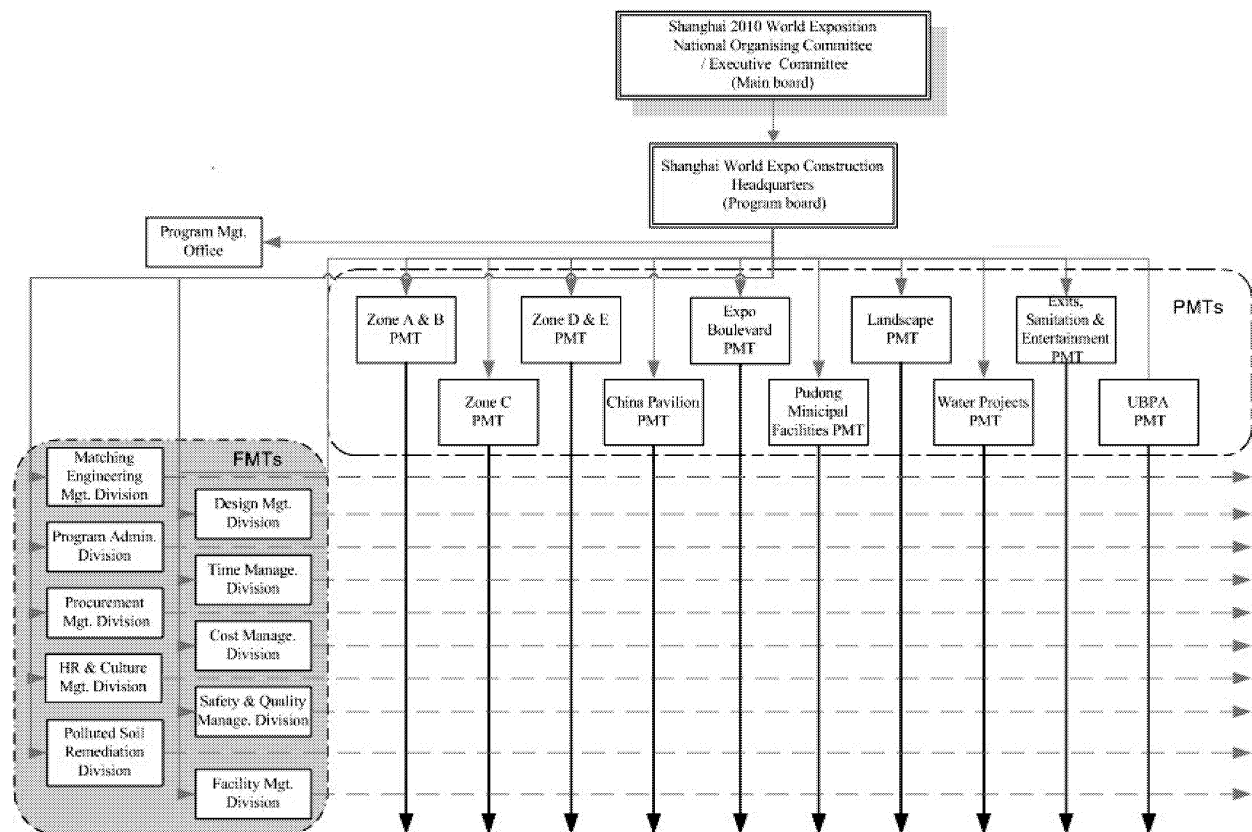 Shanghai 2010 World Exposition
National Organising Committee
/ Executive Committee
(Main board)
Shanghai World Expo Construction
Headquarters
(Program board)
Program Mgt.
Office
PMTs
Zone A & B
PMT
Zone D & E
PMT
Expo
Boulevard
PMT
Landscape
PMT
Exits,
Sanitation &
Entertainment
PMT
Zone C
PMT
China Pavilion
PMT
Pudong
Minicipal
Facilities PMT
Water Projects
PMT
UBPA
PMT
FMTs
Matching
Engineering
Mgt. Division
Design Mgt.
Division
Program Admin.
Division
Time Manage.
Division
Procurement
Mgt. Division
Cost Manage.
Division
HR & Culture
Mgt. Division
Safety & Quality
Manage. Division
Polluted Soil
Remediation
Division
Facility Mgt.
Division